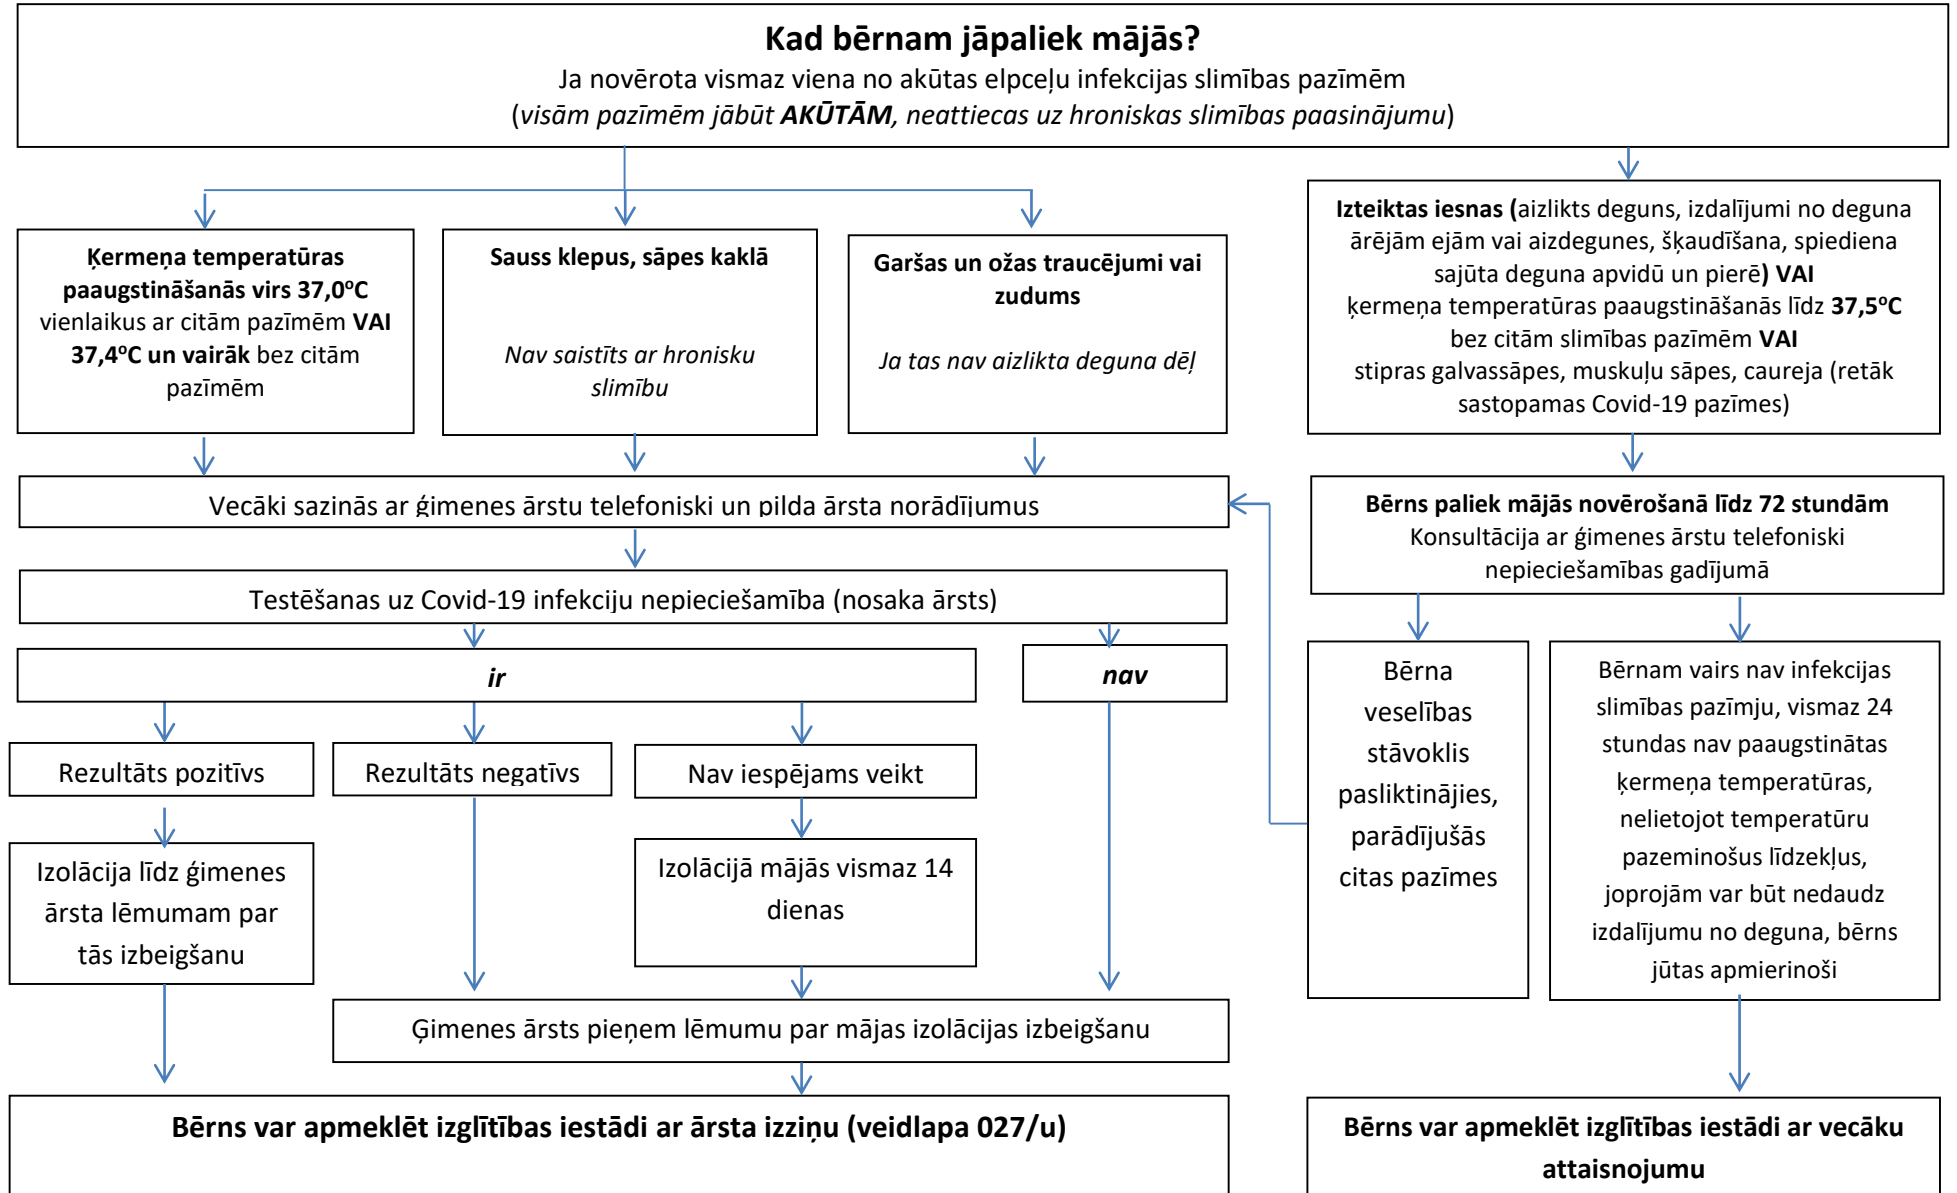 Kad bērnam jāpaliek mājās?
Ja novērota vismaz viena no akūtas elpceļu infekcijas slimības pazīmēm
(visām pazīmēm jābūt AKŪTĀM, neattiecas uz hroniskas slimības paasinājumu)
Ķermeņa temperatūras
paaugstināšanās virs 37,0°C
vienlaikus ar citām pazīmēm VAI
37,4°C un vairāk bez citām
pazīmēm
Sauss klepus, sāpes kaklā
Nav saistīts ar hronisku
slimību
Garšas un ožas traucējumi vai
zudums
Ja tas nav aizlikta deguna dēļ
Izteiktas iesnas (aizlikts deguns, izdalījumi no deguna
ārējām ejām vai aizdegunes, šķaudīšana, spiediena
sajūta deguna apvidū un pierē) VAI
ķermeņa temperatūras paaugstināšanās līdz 37,5°C
bez citām slimības pazīmēm VAI
stipras galvassāpes, muskuļu sāpes, caureja (retāk
sastopamas Covid-19 pazīmes)
Vecāki sazinās ar ģimenes ārstu telefoniski un pilda ārsta norādījumus
Bērns paliek mājās novērošanā līdz 72 stundām
Konsultācija ar ģimenes ārstu telefoniski
nepieciešamības gadījumā
Testēšanas uz Covid-19 infekciju nepieciešamība (nosaka ārsts)
ir
nav
Rezultāts pozitīvs
Rezultāts negatīvs
Nav iespējams veikt
Izolācija līdz ģimenes
ārsta lēmumam par
tās izbeigšanu
Izolācijā mājās vismaz 14
dienas
Bērna
veselības
stāvoklis
pasliktinājies,
parādījušās
citas pazīmes
Bērnam vairs nav infekcijas
slimības pazīmju, vismaz 24
stundas nav paaugstinātas
ķermeņa temperatūras,
nelietojot temperatūru
pazeminošus līdzekļus,
joprojām var būt nedaudz
izdalījumu no deguna, bērns
jūtas apmierinoši
Ģimenes ārsts pieņem lēmumu par mājas izolācijas izbeigšanu
Bērns var apmeklēt izglītības iestādi ar ārsta izziņu (veidlapa 027/u)
Bērns var apmeklēt izglītības iestādi ar vecāku
attaisnojumu